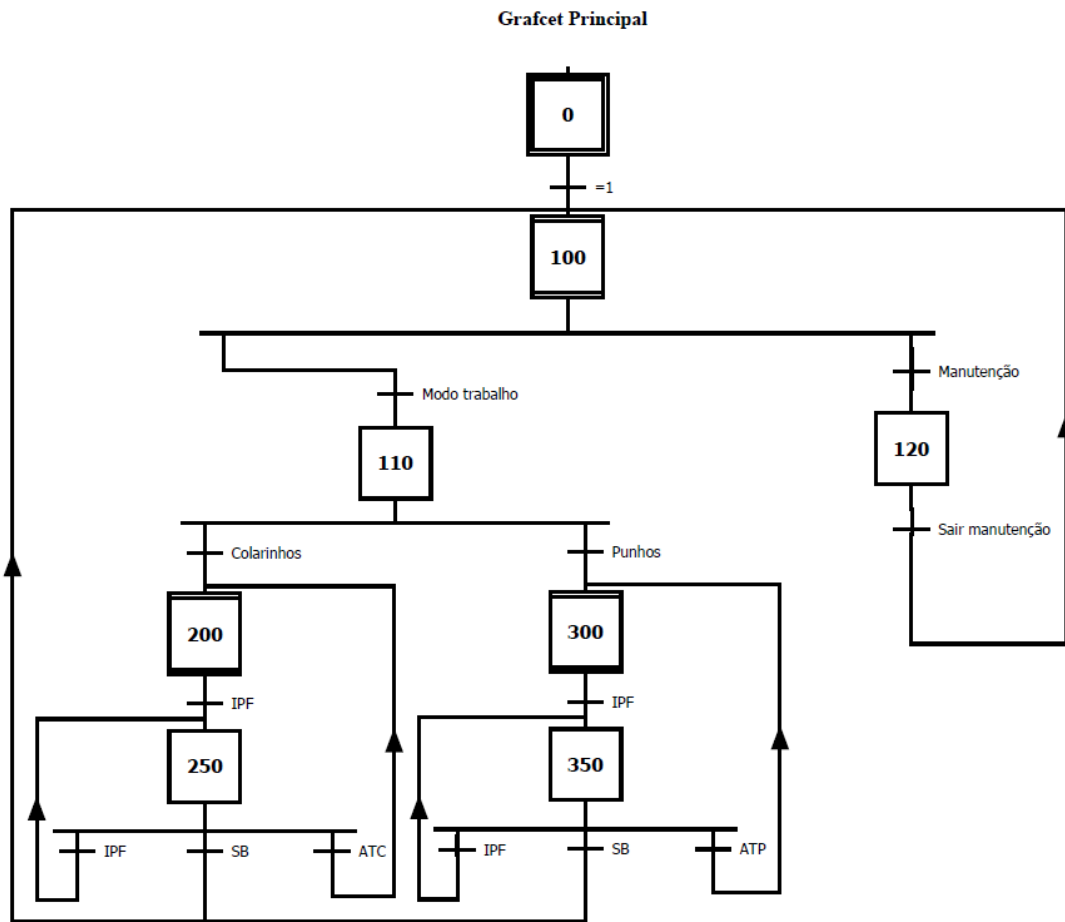 Grafcet Principal
0
=1
100
Manutenção
Modo trabalho
110
120
Sair manutenção
Colarinhos
Punhos
200
300
IPF
IPF
250
350
IPF
SB
ATC
IPF
SB
ATP